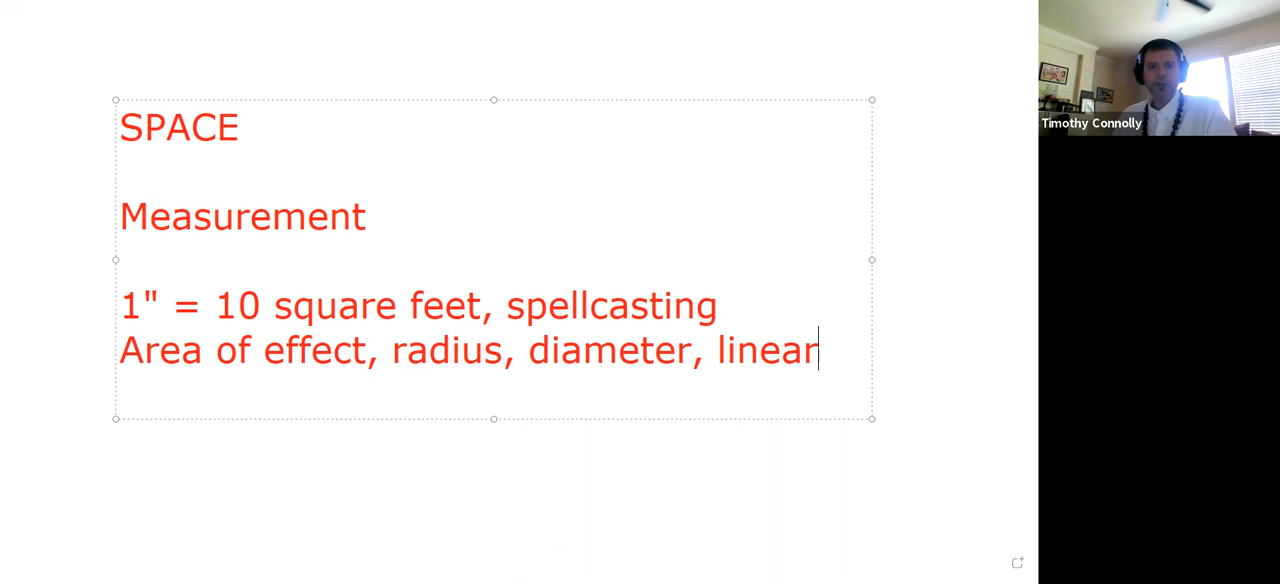 SPACE
Measurement
1" = 10 square feet, spellcasting
Area of effect, radius, diameter, linear
Timothy Connolly